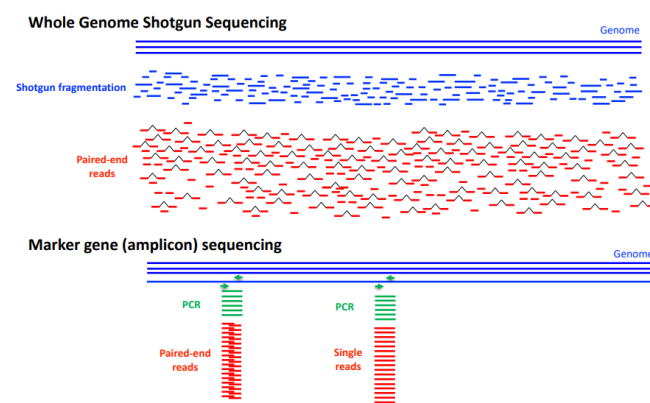 Whole Genome Shotgun Sequencing
Genome
Shotgun fragmentation
Paired-end
reads
Marker gene (amplicon) sequencing
Genome
PCR
PCR
Paired-end
reads
Single
reads